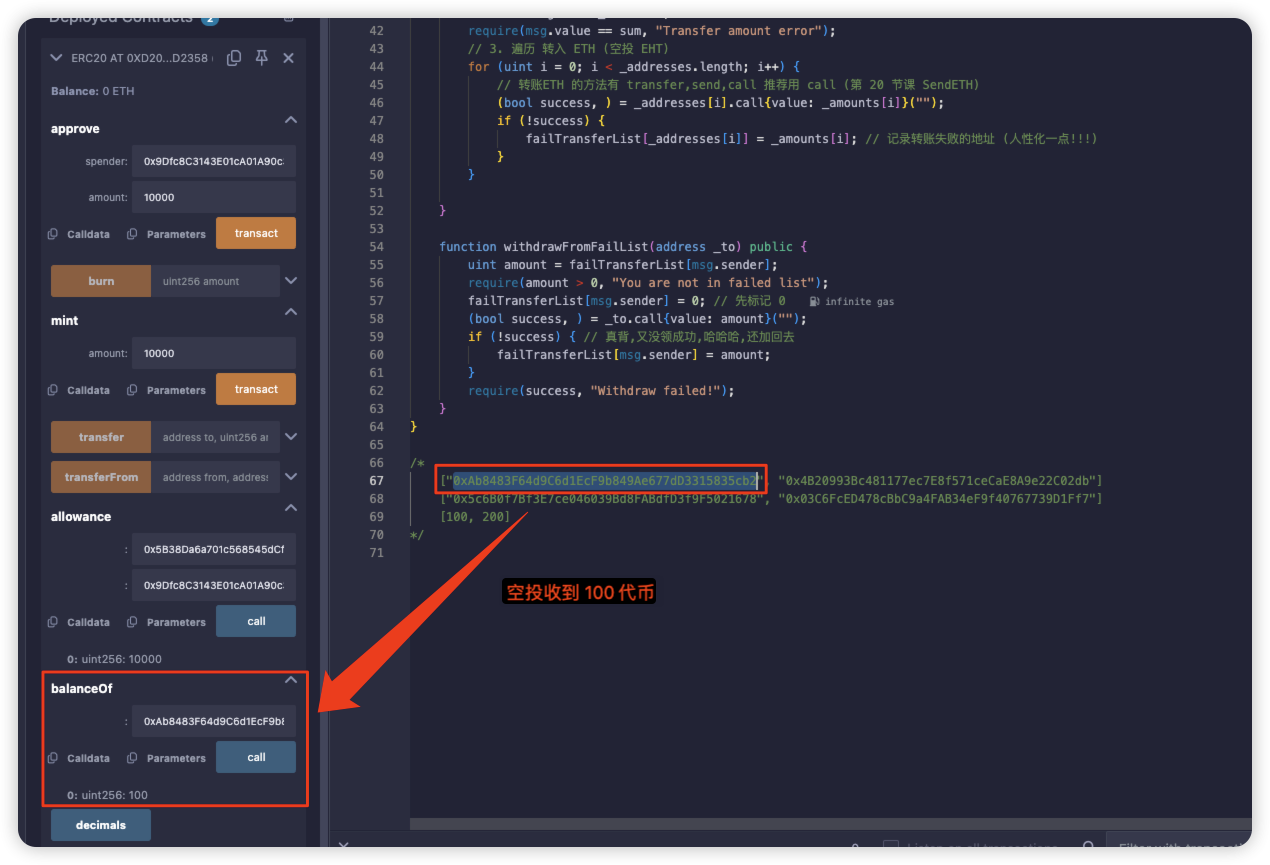 Deployed Contracts 2
ERC20 AT 0XD20...D2358 (
Balance: 0 ETH
approve
spender: 0x9Dfc8C3143E01cA01A90c:
amount: 10000
Calldata Parameters transact
burn uint256 amount
mint
amount: 10000
Calldata Parameters transact
transfer address to, uint256 ar
transferFrom address from, address
allowance
: 0x5B38Da6a701c568545dCf
: 0x9Dfc8C3143E01cA01A90c:
Calldata Parameters call
0: uint256: 10000
balanceOf
: 0xAb8483F64d9C6d1EcF9b8
Calldata Parameters call
0: uint256: 100
decimals
42 require(msg.value == sum, "Transfer amount error");
43 // 3. 遍历 转入 ETH (空投 EHT)
44 for (uint i = 0; i < _addresses.length; i++) {
45 // 转账ETH 的方法有 transfer,send,call 推荐用 call (第 20 节课 SendETH)
46 (bool success, ) = _addresses[i].call{value: _amounts[i]}("");
47 if (!success) {
48 failTransferList[_addresses[i]] = _amounts[i]; // 记录转账失败的地址 (人性化一点!!!)
49 }
50 }
51
52 }
53
54 function withdrawFromFailList(address _to) public {
55 uint amount = failTransferList[msg.sender];
56 require(amount > 0, "You are not in failed list");
57 failTransferList[msg.sender] = 0; // 先标记 0 infinite gas
58 (bool success, ) = _to.call{value: amount}("");
59 if (!success) { // 真背,又没领成功,哈哈哈,还加回去
60 failTransferList[msg.sender] = amount;
61 }
62 require(success, "Withdraw failed!");
63 }
64 }
65
66 /*
67 ["0xAb8483F64d9C6d1EcF9b849Ae677dD3315835cb2", "0x4B20993Bc481177ec7E8f571ceCaE8A9e22C02db"]
68 ["0x5c6B0f7Bf3E7ce046039Bd8FABdfD3f9F5021678", "0x03C6FcED478cBbC9a4FAB34eF9f40767739D1Ff7"]
69 [100, 200]
70 */
71
空投收到 100 代币
0
Listen on all transactions
Filter with transacti